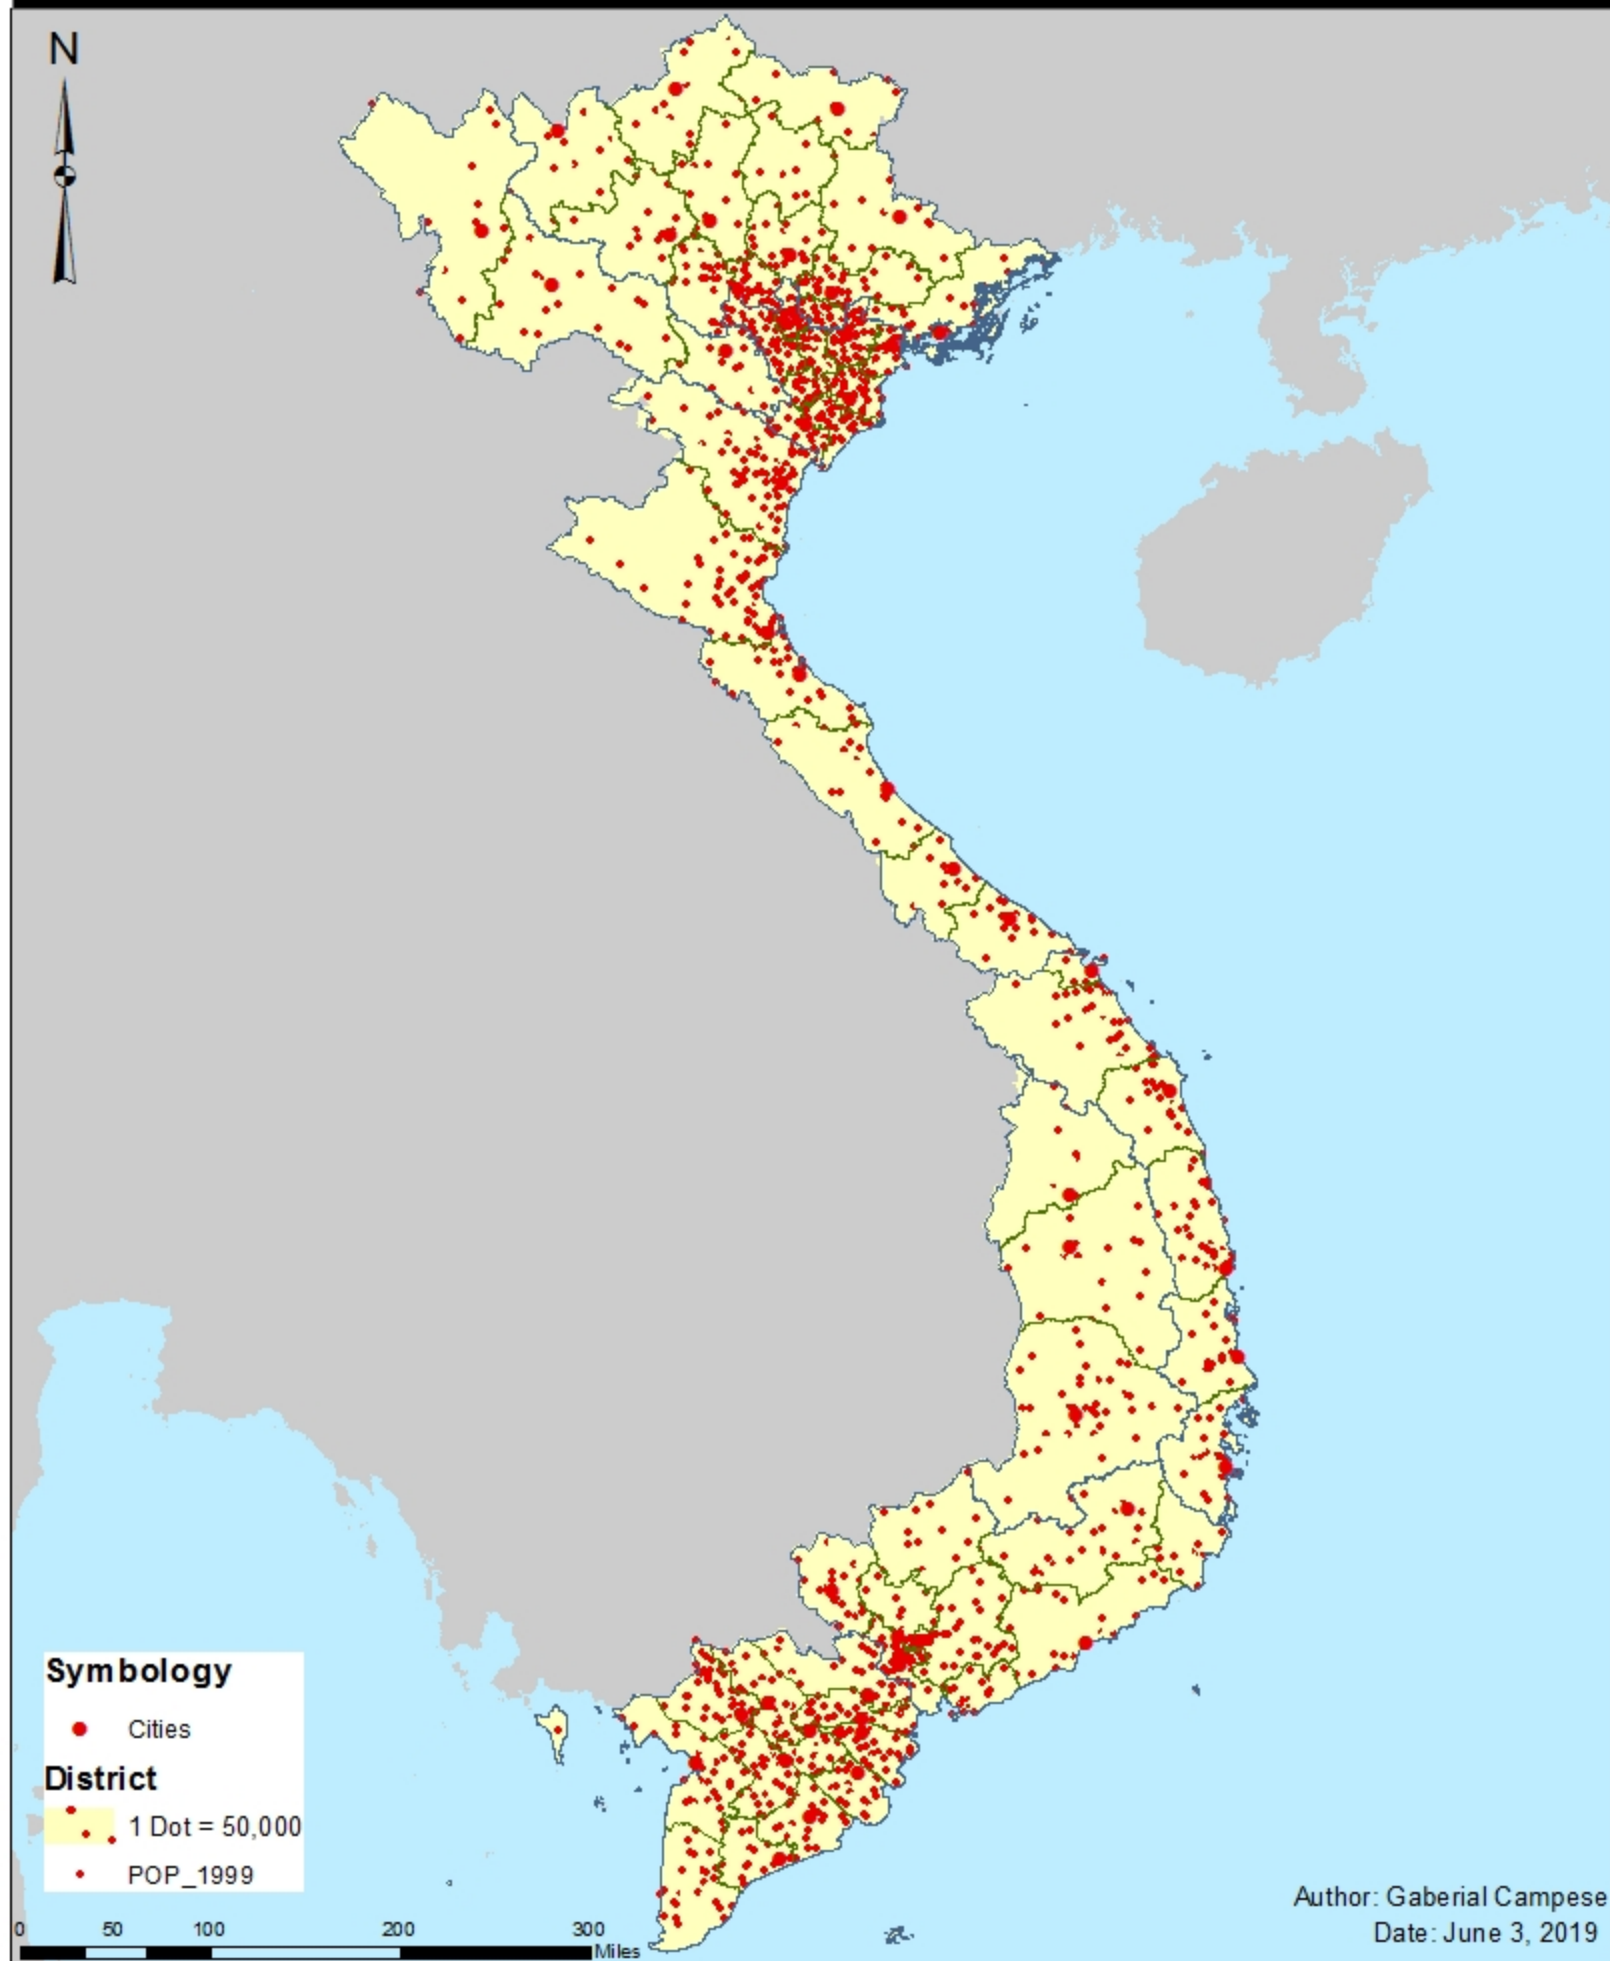 N
Symbology
Cities
District
1 Dot = 50,000
POP_1999
0 50 100 200 300
Miles
Author: Gaberial Campese
Date: June 3, 2019